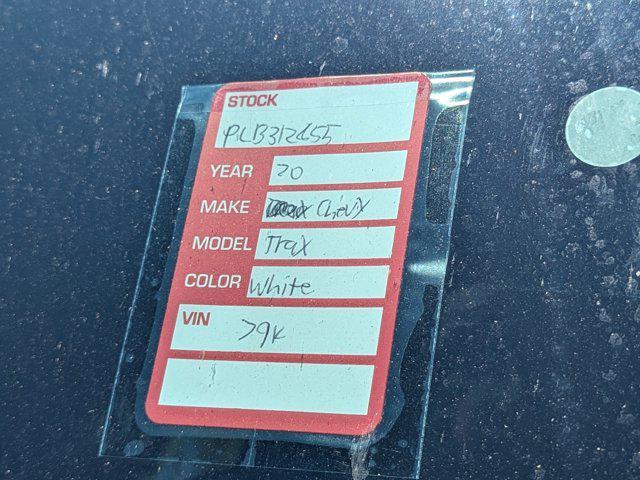 STOCK
PLB312455
YEAR 20
MAKE Chevy
MODEL Trax
COLOR White
VIN 79K